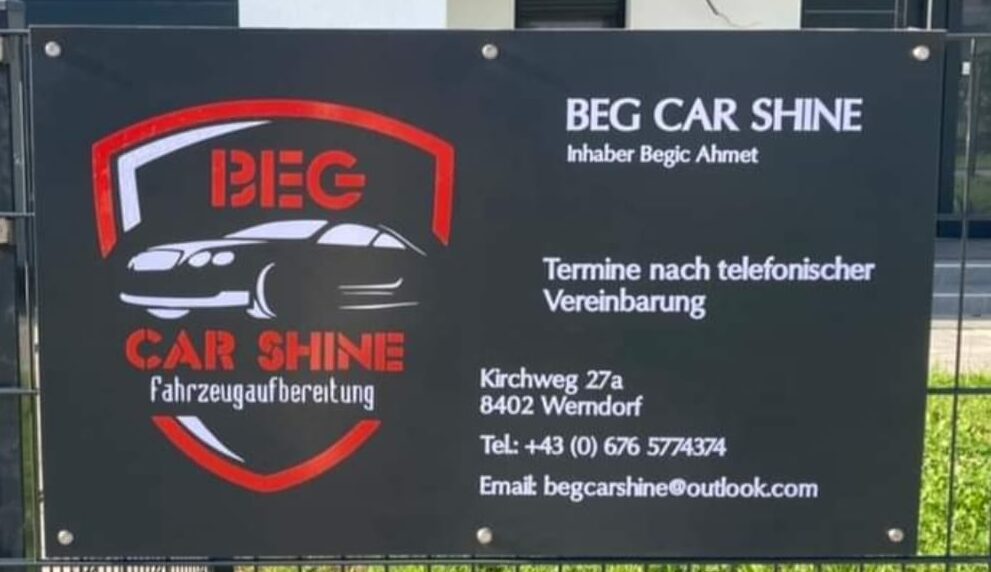 BEG
CAR SHINE
Fahrzeugaufbereitung
BEG CAR SHINE
Inhaber Begic Ahmet
Termine nach telefonischer
Vereinbarung
Kirchweg 27a
8402 Werndorf
Tel.: +43 (0) 676 5774374
Email: begcarshine@outlook.com